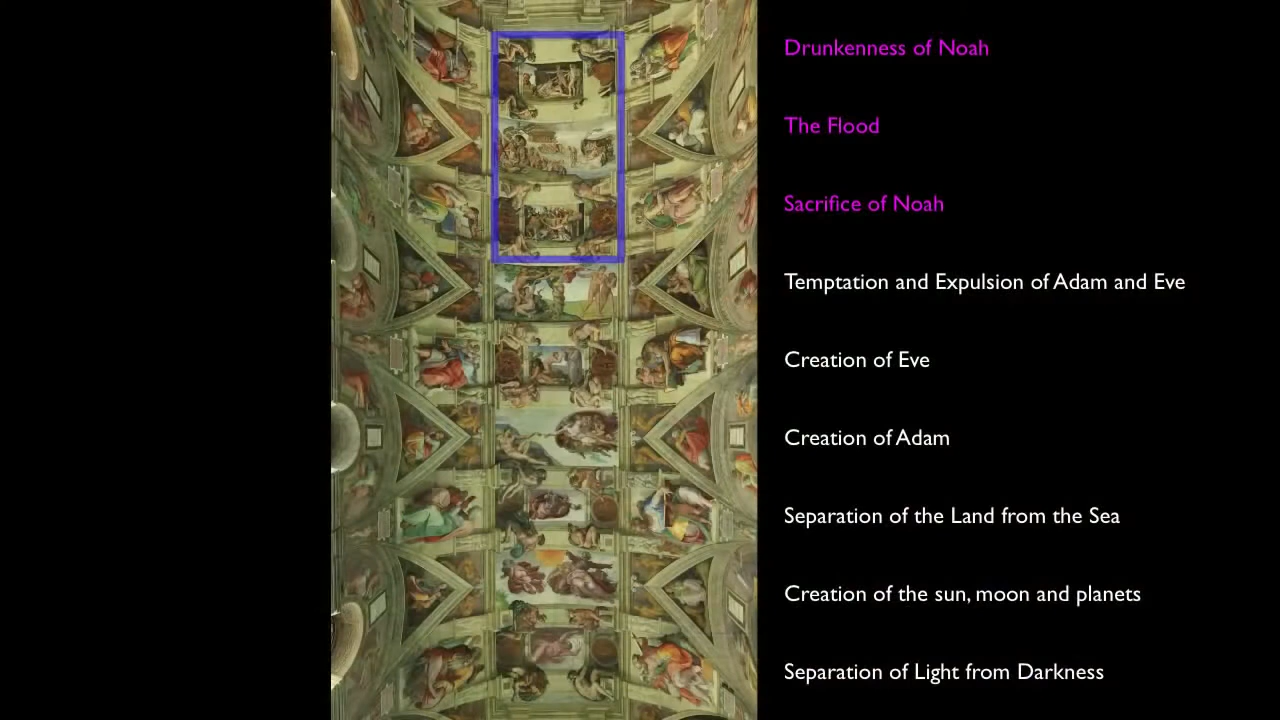 Drunkenness of Noah
The Flood
Sacrifice of Noah
Temptation and Expulsion of Adam and Eve
Creation of Eve
Creation of Adam
Separation of the Land from the Sea
Creation of the sun, moon and planets
Separation of Light from Darkness